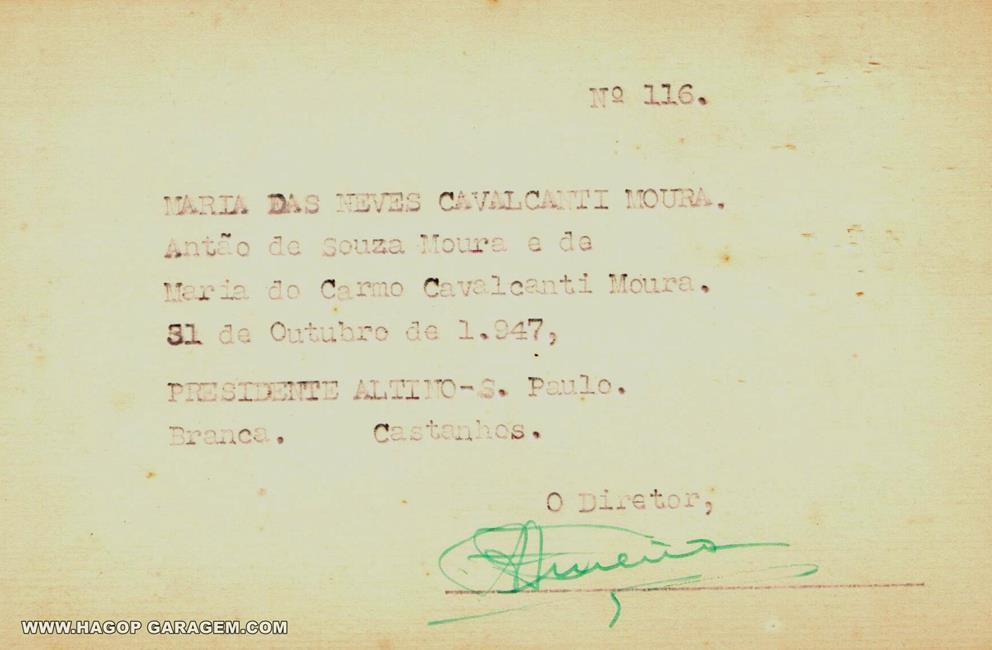 Nº 116.
MARIA DAS NEVES CAVALCANTI MOURA.
Antão de Souza Moura e de
Maria do Carmo Cavalcanti Moura.
31 de Outubro de 1.947,
PRESIDENTE ALTINO-S. Paulo.
Branca. Castanhos.
O Diretor,
WWW.HAGOP GARAGEM.COM